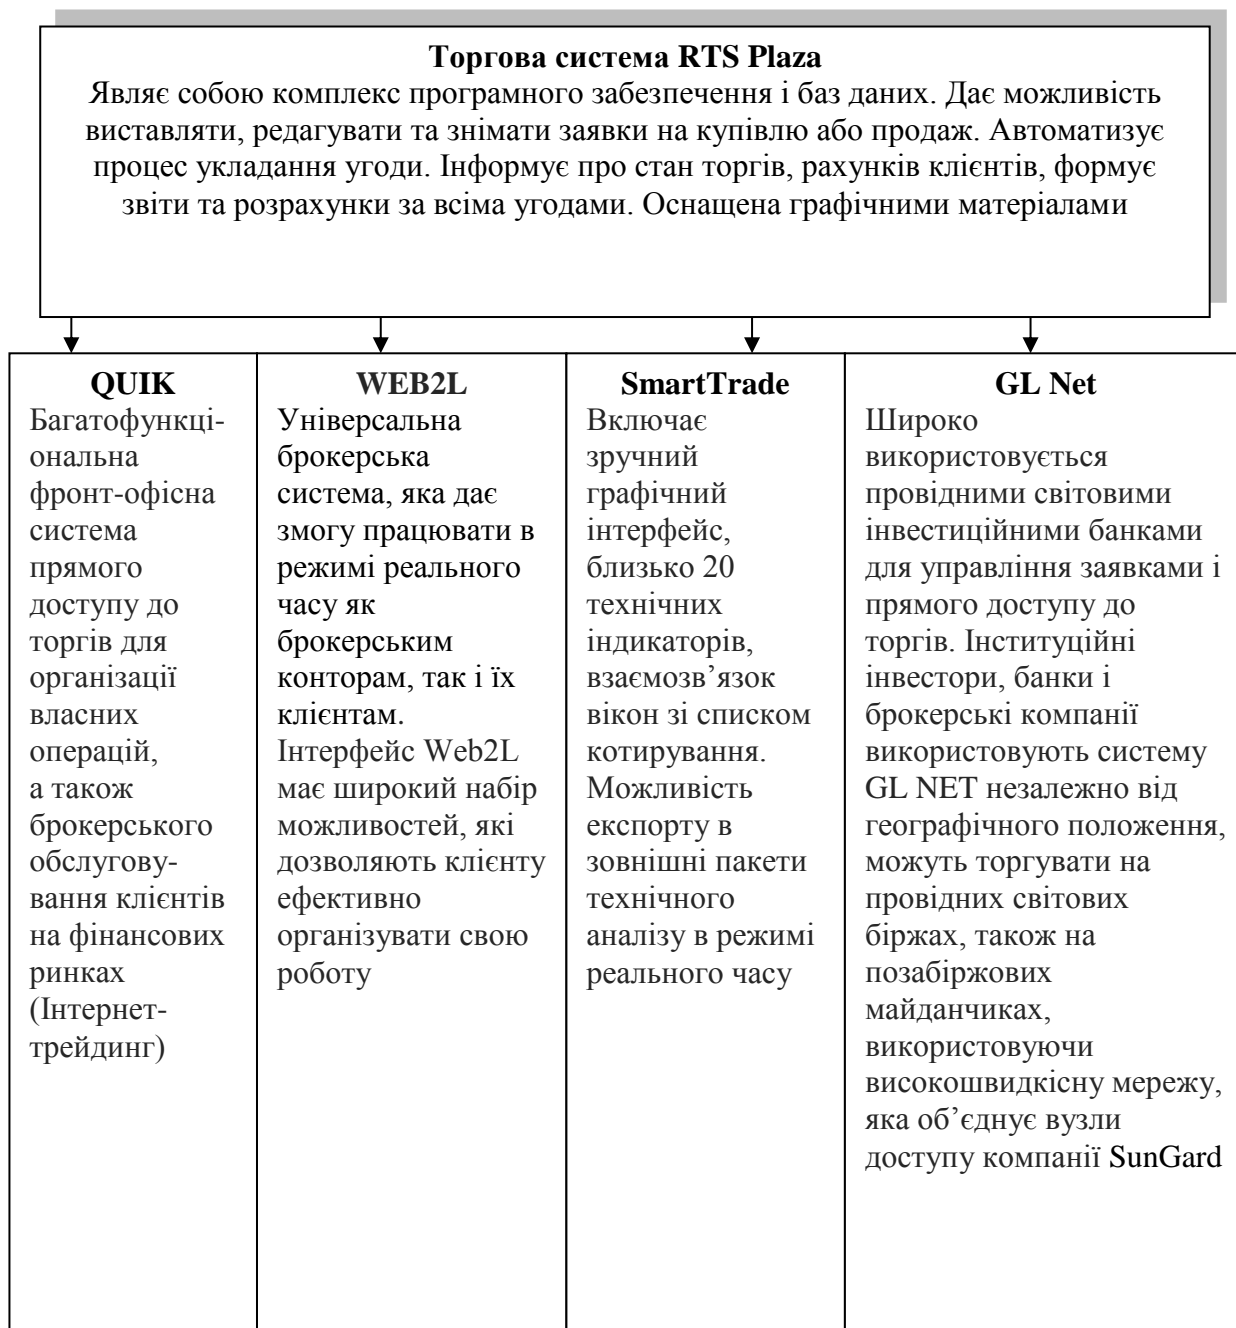 Торгова система RTS Plaza
Являє собою комплекс програмного забезпечення і баз даних. Дає можливість
виставляти, редагувати та знімати заявки на купівлю або продаж. Автоматизує
процес укладання угоди. Інформує про стан торгів, рахунків клієнтів, формує
звіти та розрахунки за всіма угодами. Оснащена графічними матеріалами
QUIK
Багатофункці-
ональна
фронт-офісна
система
прямого
доступу до
торгів для
організації
власних
операцій,
а також
брокерського
обслугову-
вання клієнтів
на фінансових
ринках
(Інтернет-
трейдинг)
WEB2L
Універсальна
брокерська
система, яка дає
змогу працювати в
режимі реального
часу як
брокерським
конторам, так і їх
клієнтам.
Інтерфейс Web2L
має широкий набір
можливостей, які
дозволяють клієнту
ефективно
організувати свою
роботу
SmartTrade
Включає
зручний
графічний
інтерфейс,
близько 20
технічних
індикаторів,
взаємозв’язок
вікон зі списком
котирування.
Можливість
експорту в
зовнішні пакети
технічного
аналізу в режимі
реального часу
GL Net
Широко
використовується
провідними світовими
інвестиційними банками
для управління заявками і
прямого доступу до
торгів. Інституційні
інвестори, банки і
брокерські компанії
використовують систему
GL NET незалежно від
географічного положення,
можуть торгувати на
провідних світових
біржах, також на
позабіржових
майданчиках,
використовуючи
високошвидкісну мережу,
яка об’єднує вузли
доступу компанії SunGard